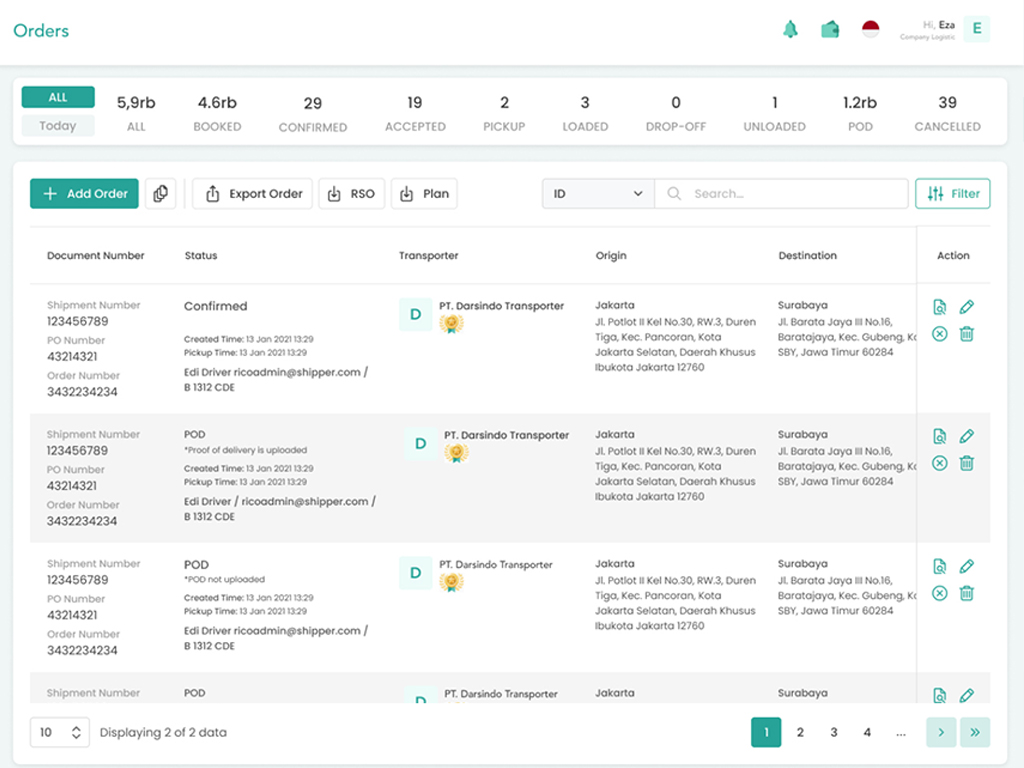 Orders
Hi, Eza
Company Logistic
E
ALL
Today
5,9rb
ALL
4.6rb
BOOKED
29
CONFIRMED
19
ACCEPTED
2
PICKUP
3
LOADED
0
DROP-OFF
1
UNLOADED
1.2rb
POD
39
CANCELLED
Add Order
Export Order
RSO
Plan
ID
Search...
Filter
Document Number
Status
Transporter
Origin
Destination
Action
Shipment Number
123456789
PO Number
43214321
Order Number
3432234234
Confirmed
Created Time: 13 Jan 2021 13:29
Pickup Time: 13 Jan 2021 13:29
Edi Driver ricoadmin@shipper.com /
B 1312 CDE
D
PT. Darsindo Transporter
Jakarta
Jl. Potlot II Kel No.30, RW.3, Duren
Tiga, Kec. Pancoran, Kota
Jakarta Selatan, Daerah Khusus
Ibukota Jakarta 12760
Surabaya
Jl. Barata Jaya III No.16,
Baratajaya, Kec. Gubeng, Ko
SBY, Jawa Timur 60284
Shipment Number
123456789
PO Number
43214321
Order Number
3432234234
POD
*Proof of delivery is uploaded
Created Time: 13 Jan 2021 13:29
Pickup Time: 13 Jan 2021 13:29
Edi Driver / ricoadmin@shipper.com /
B 1312 CDE
D
PT. Darsindo Transporter
Jakarta
Jl. Potlot II Kel No.30, RW.3, Duren
Tiga, Kec. Pancoran, Kota
Jakarta Selatan, Daerah Khusus
Ibukota Jakarta 12760
Surabaya
Jl. Barata Jaya III No.16,
Baratajaya, Kec. Gubeng, Ko
SBY, Jawa Timur 60284
Shipment Number
123456789
PO Number
43214321
Order Number
3432234234
POD
*POD not uploaded
Created Time: 13 Jan 2021 13:29
Pickup Time: 13 Jan 2021 13:29
Edi Driver ricoadmin@shipper.com /
B 1312 CDE
D
PT. Darsindo Transporter
Jakarta
Jl. Potlot II Kel No.30, RW.3, Duren
Tiga, Kec. Pancoran, Kota
Jakarta Selatan, Daerah Khusus
Ibukota Jakarta 12760
Surabaya
Jl. Barata Jaya III No.16,
Baratajaya, Kec. Gubeng, Ko
SBY, Jawa Timur 60284
Shipment Number
POD
D
PT. Darsindo Transporter
Jakarta
Surabaya
10
Displaying 2 of 2 data
1
2
3
4
...